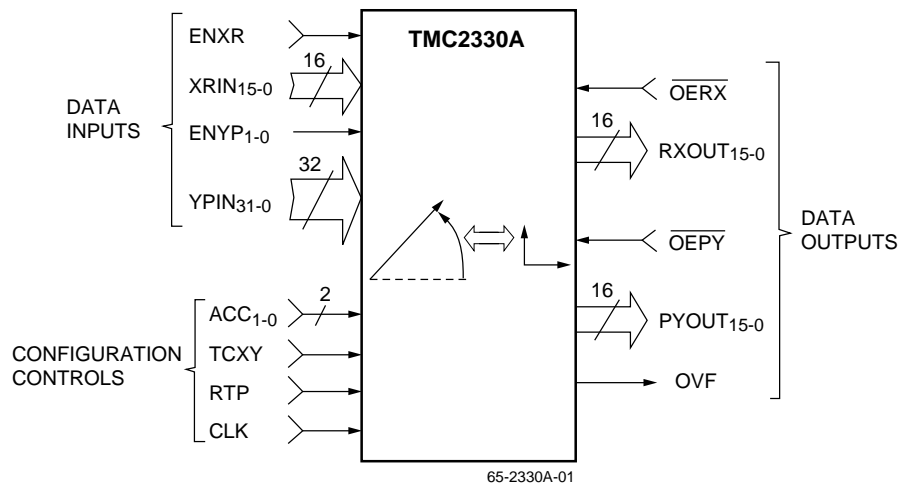 TMC2330A
DATA
INPUTS
ENXR
16
XRIN15-0
ENYP1-0
32
YPIN31-0
CONFIGURATION
CONTROLS
2
ACC1-0
TCXY
RTP
CLK
OERX
16
RXOUT15-0
OEPY
16
PYOUT15-0
OVF
DATA
OUTPUTS
65-2330A-01